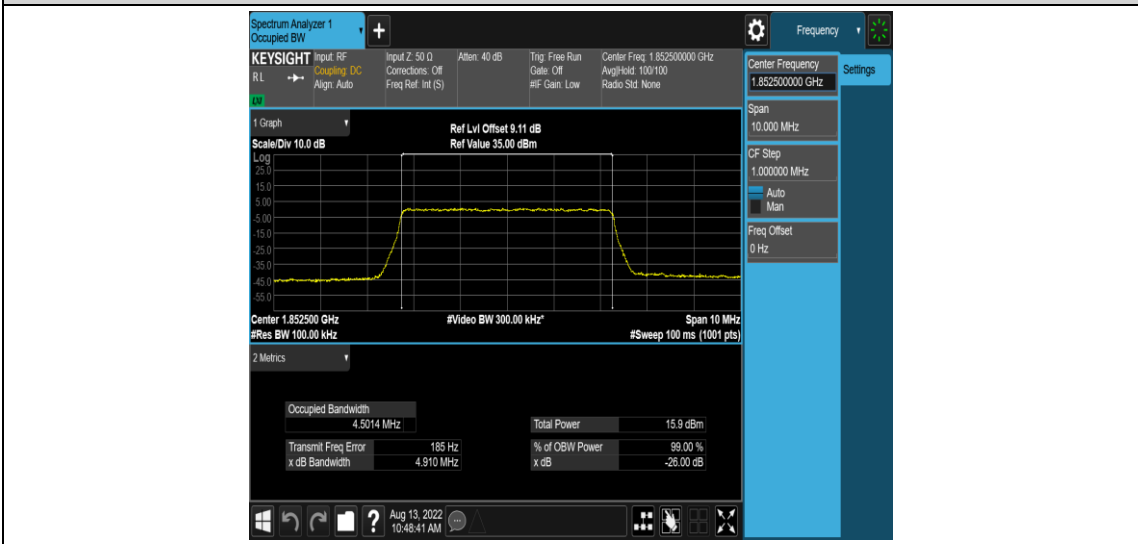 Spectrum Analyzer 1
Occupied BW
+
Frequency
KEYSIGHT Input: RF Input Z: 50 Ω Atten: 40 dB Trig: Free Run Center Freq: 1.852500000 GHz
R L Coupling: DC Corrections: Off Gate: Off Avg|Hold: 100/100
Align: Auto Freq Ref: Int (S) #IF Gain: Low Radio Std: None
LXI
Center Frequency
1.852500000 GHz
Settings
Span
10.000 MHz
CF Step
1.000000 MHz
Auto
Man
Freq Offset
0 Hz
1 Graph
Ref Lvl Offset 9.11 dB
Scale/Div 10.0 dB Ref Value 35.00 dBm
Log
25.0
15.0
5.00
-5.00
-15.0
-25.0
-35.0
-45.0
-55.0
Center 1.852500 GHz #Video BW 300.00 kHz* Span 10 MHz
#Res BW 100.00 kHz #Sweep 100 ms (1001 pts)
2 Metrics
Occupied Bandwidth
4.5014 MHz Total Power 15.9 dBm
Transmit Freq Error 185 Hz % of OBW Power 99.00 %
x dB Bandwidth 4.910 MHz x dB -26.00 dB
? Aug 13, 2022
10:48:41 AM